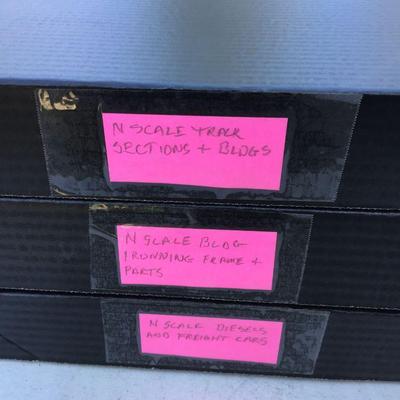 N SCALE TRACK
SECTIONS + BLDGS
N SCALE BLDG
RUNNING FRAME +
PARTS
N SCALE DIESELS
AND FREIGHT CARS